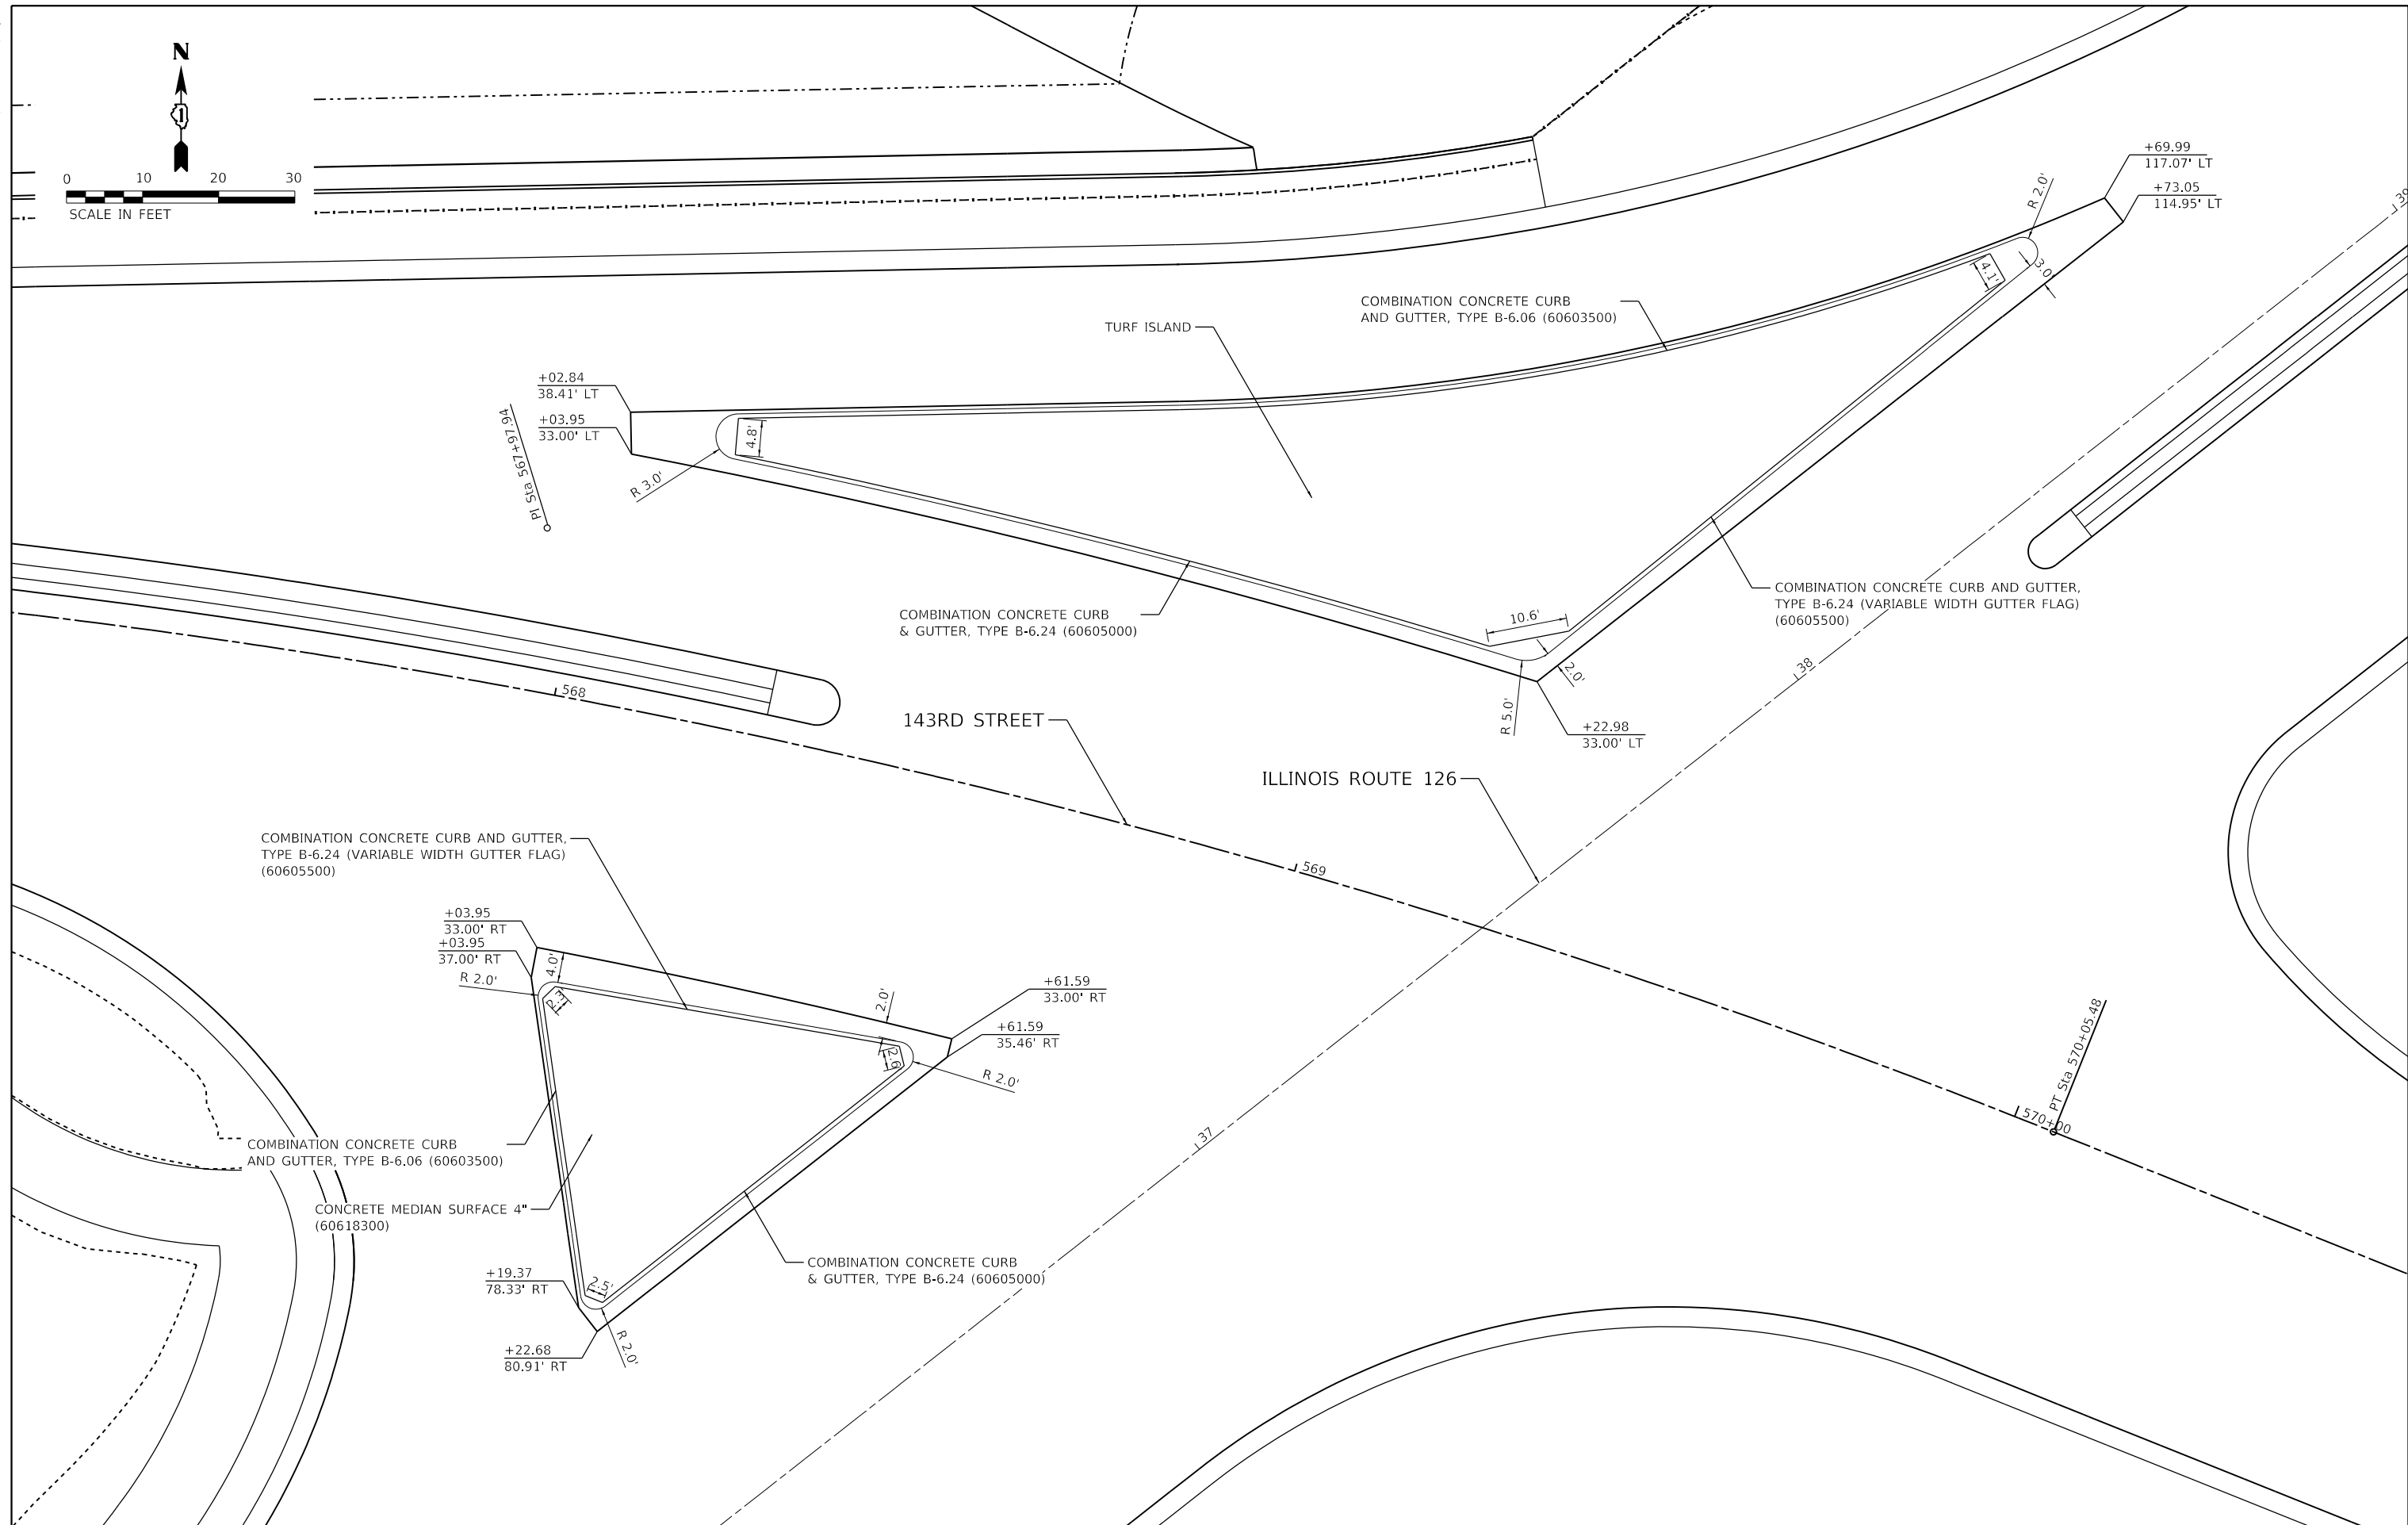 N
1
0 10 20 30
SCALE IN FEET
+69.99
117.07' LT
+73.05
114.95' LT
R 2.0'
39
4.1'
3.0'
COMBINATION CONCRETE CURB
AND GUTTER, TYPE B-6.06 (60603500)
TURF ISLAND
+02.84
38.41' LT
+03.95
33.00' LT
PI Sta 567+97.94
4.8'
R 3.0'
COMBINATION CONCRETE CURB
& GUTTER, TYPE B-6.24 (60605000)
10.6'
2.0'
R 5.0'
COMBINATION CONCRETE CURB AND GUTTER,
TYPE B-6.24 (VARIABLE WIDTH GUTTER FLAG)
(60605500)
38
+22.98
33.00' LT
568
143RD STREET
ILLINOIS ROUTE 126
COMBINATION CONCRETE CURB AND GUTTER,
TYPE B-6.24 (VARIABLE WIDTH GUTTER FLAG)
(60605500)
569
+03.95
33.00' RT
+03.95
37.00' RT
R 2.0'
4.0'
2.3'
2.0'
+61.59
33.00' RT
+61.59
35.46' RT
2.6'
R 2.0'
PT Sta 570+05.48
570+00
37
COMBINATION CONCRETE CURB
AND GUTTER, TYPE B-6.06 (60603500)
CONCRETE MEDIAN SURFACE 4"
(60618300)
COMBINATION CONCRETE CURB
& GUTTER, TYPE B-6.24 (60605000)
+19.37
78.33' RT
2.5'
+22.68
80.91' RT
R 2.0'